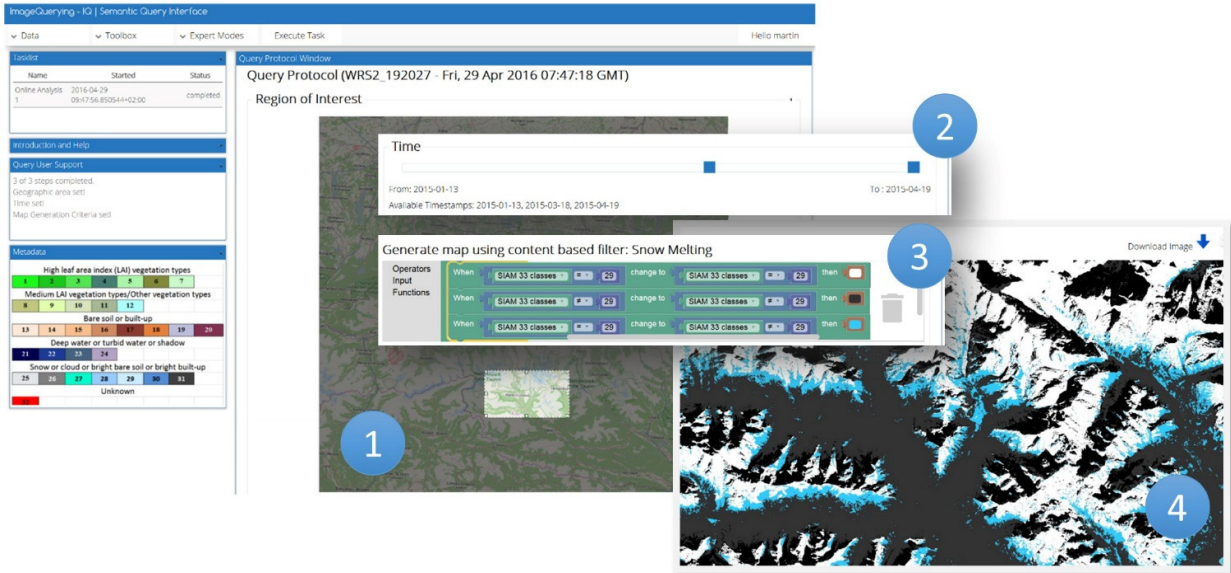 ImageQuerying - IQ | Semantic Query Interface
Data Toolbox Expert Modes Execute Task Hello martin
Tasklist
Name Started Status
Online Analysis 1 2016-04-29 09:47:56.850544+02:00 completed
Introduction and Help
Query User Support
3 of 3 steps completed.
Geographic area set!
Time set!
Map Generation Criteria set!
Metadata
High leaf area index (LAI) vegetation types
1 2 3 4 5 6 7
Medium LAI vegetation types/Other vegetation types
8 9 10 11 12
Bare soil or built-up
13 14 15 16 17 18 19 20
Deep water or turbid water or shadow
21 22 23 24
Snow or cloud or bright bare soil or bright built-up
25 26 27 28 29 30 31
Unknown
Query Protocol Window
Query Protocol (WRS2_192027 - Fri, 29 Apr 2016 07:47:18 GMT)
Region of Interest
1
2
Time
From: 2015-01-13 To : 2015-04-19
Available Timestamps: 2015-01-13, 2015-03-18, 2015-04-19
3
Generate map using content based filter: Snow Melting
Operators
Input
Functions
When SIAM 33 classes = 29 change to SIAM 33 classes = 29 then
When SIAM 33 classes ≠ 29 change to SIAM 33 classes ≠ 29 then
When SIAM 33 classes = 29 change to SIAM 33 classes ≠ 29 then
Download Image
4